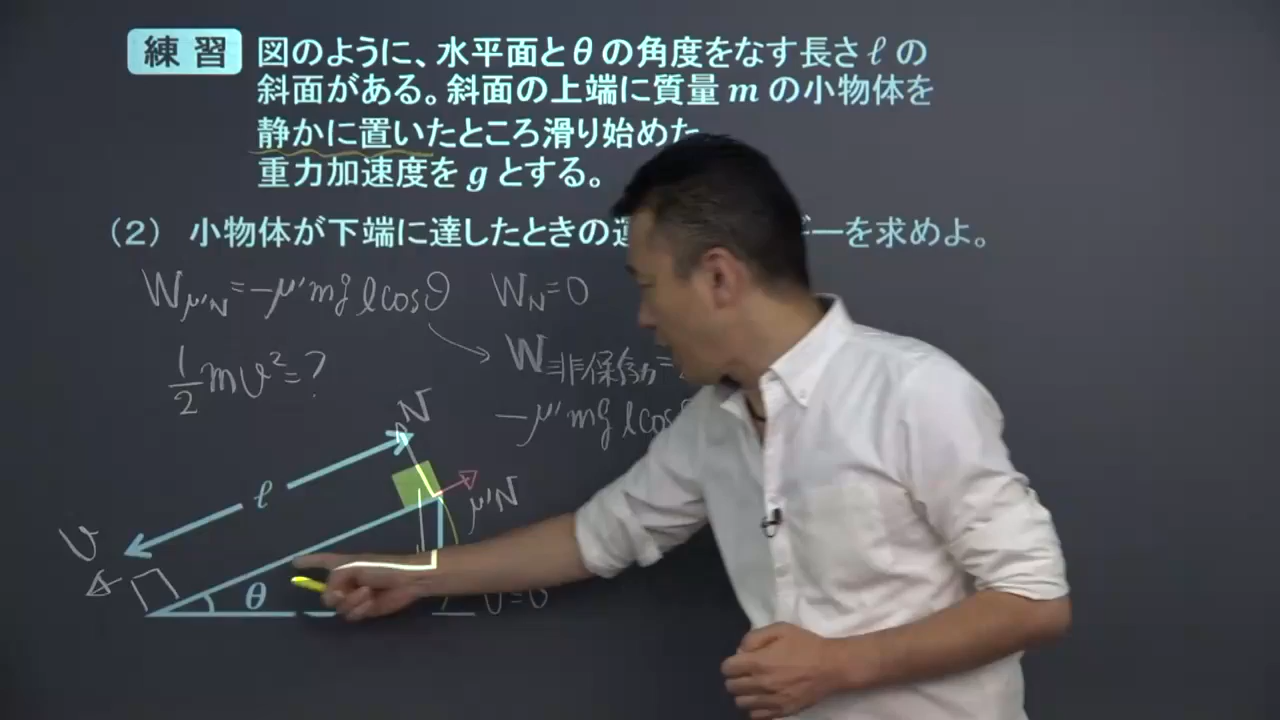 練習 図のように、水平面とθの角度をなす長さℓの
斜面がある。斜面の上端に質量 m の小物体を
静かに置いたところ滑り始めた
重力加速度を g とする。
(2) 小物体が下端に達したときの運 ーを求めよ。
Wμ'N=-μ'mgℓcosθ WN=0
W非保存力=
1/2 mv²=?
-μ'mgℓcos
N
ℓ
μ'N
v
θ